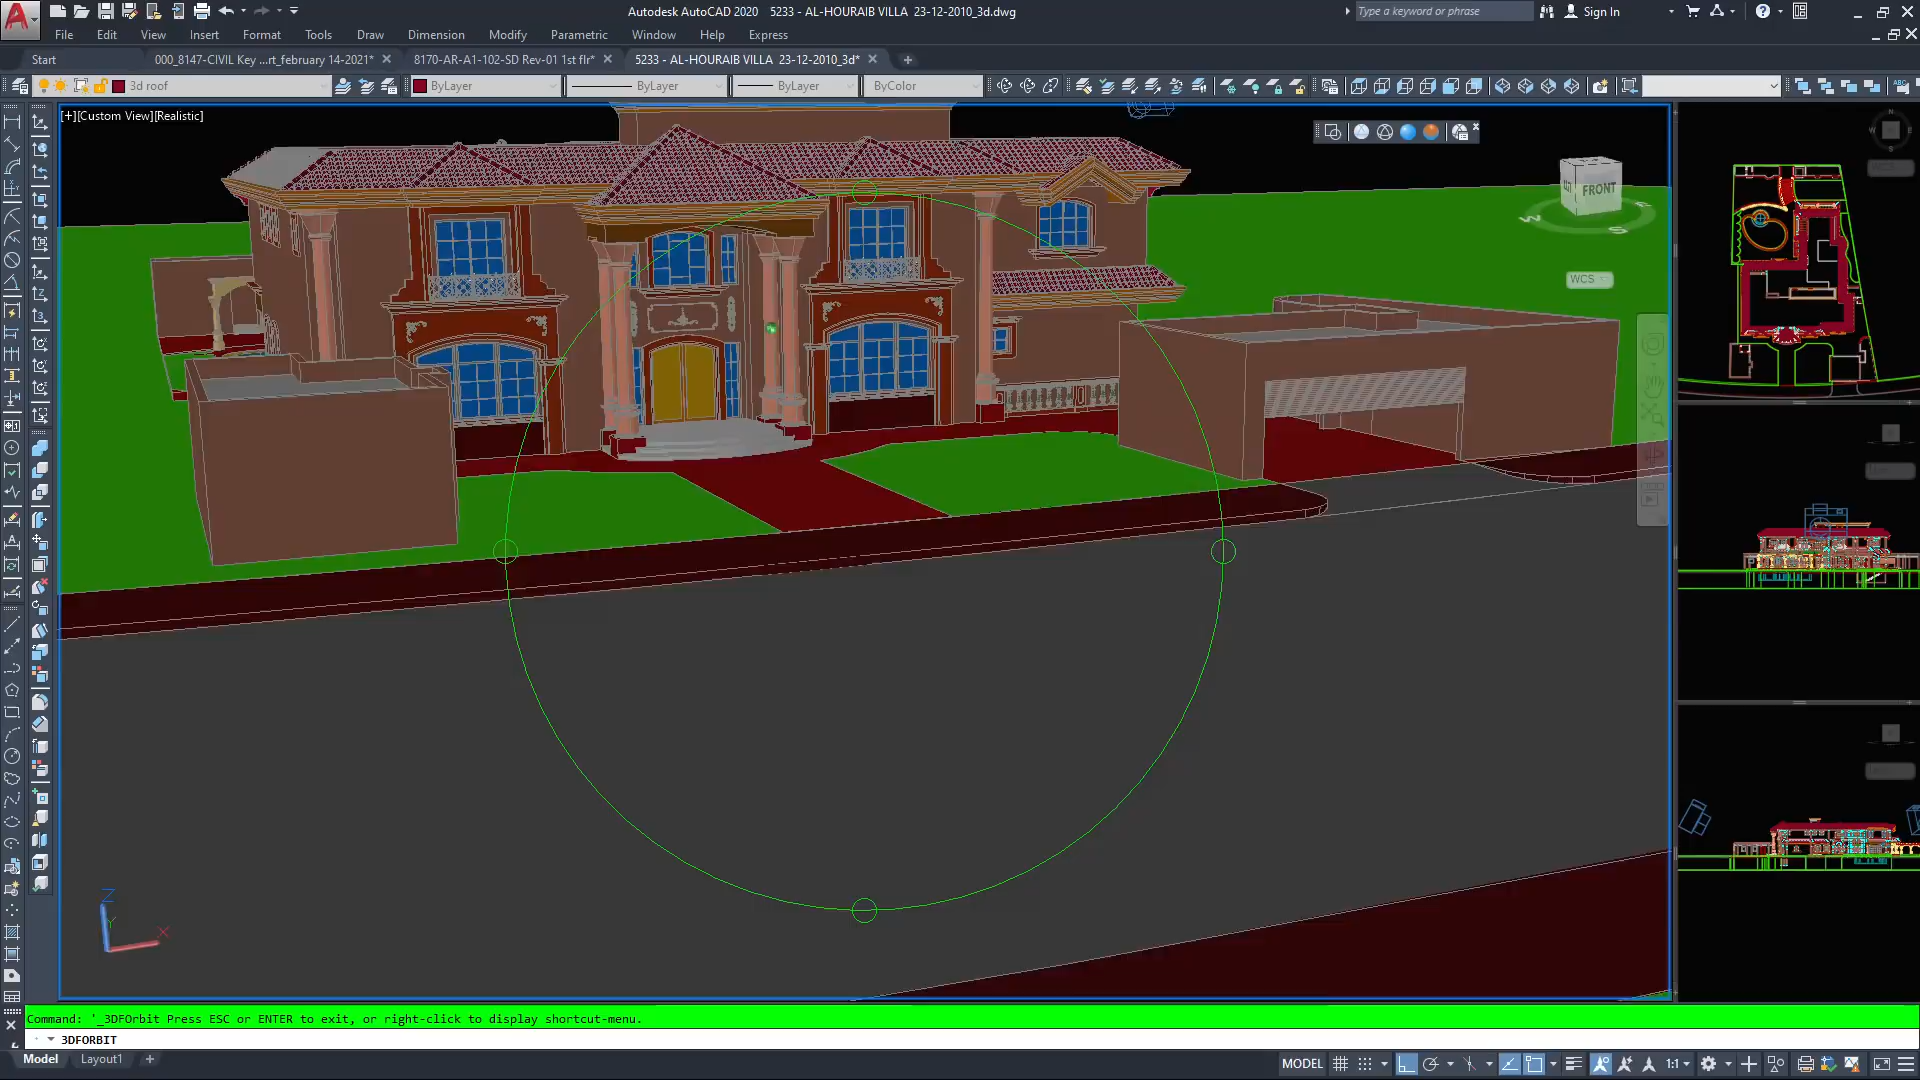 Autodesk AutoCAD 2020   5233 - AL-HOURAIB VILLA  23-12-2010_3d.dwg
Type a keyword or phrase
Sign In
File Edit View Insert Format Tools Draw Dimension Modify Parametric Window Help Express
Start
000_8147-CIVIL Key ...rt_february 14-2021*
8170-AR-A1-102-SD Rev-01 1st flr*
5233 - AL-HOURAIB VILLA  23-12-2010_3d*
3d roof
ByLayer
ByLayer
ByLayer
ByColor
[+][Custom View][Realistic]
FRONT
W
S
WCS
Z
Y
X
Command: '_3DFOrbit Press ESC or ENTER to exit, or right-click to display shortcut-menu.
3DFORBIT
Model
Layout1
MODEL
1:1